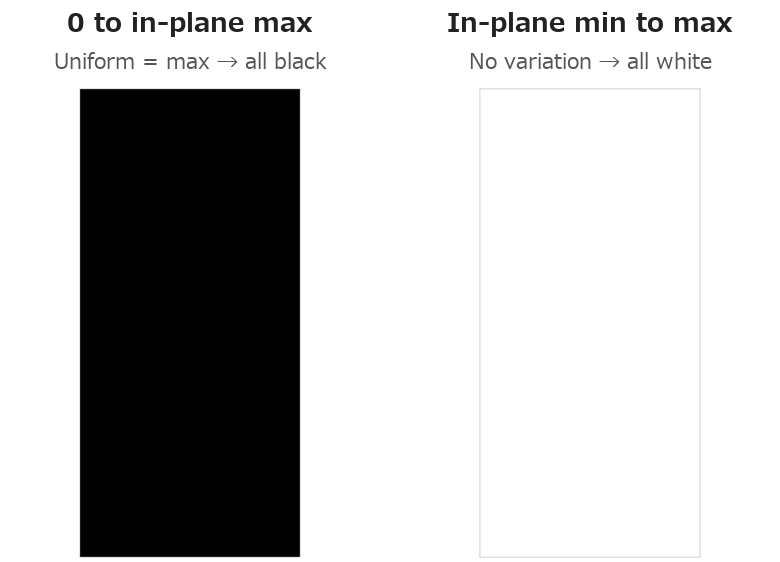 0 to in-plane max
Uniform = max → all black
In-plane min to max
No variation → all white